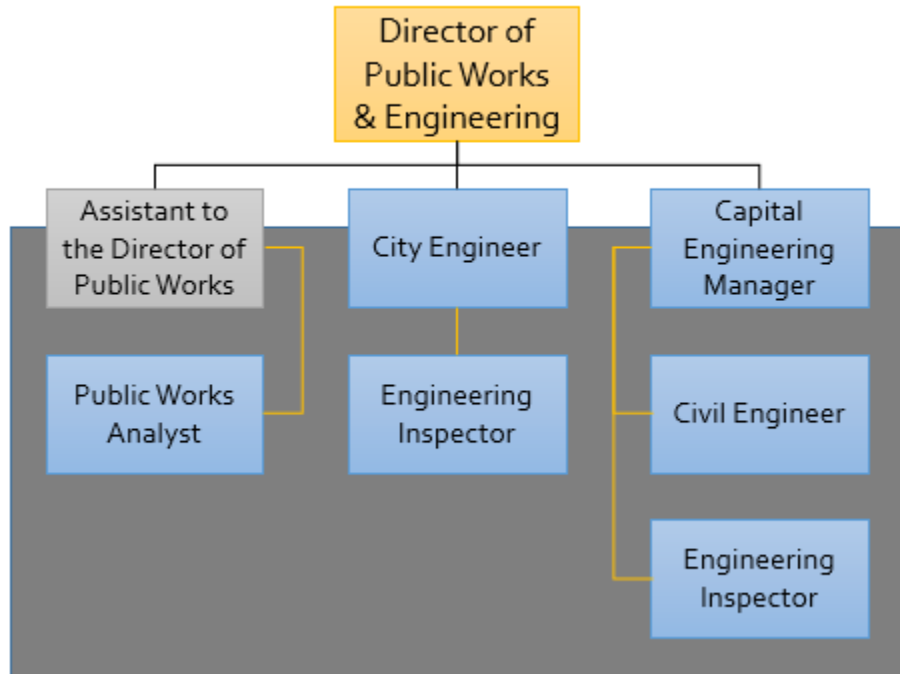 Director of
Public Works
& Engineering
Assistant to
the Director of
Public Works
City Engineer
Capital
Engineering
Manager
Public Works
Analyst
Engineering
Inspector
Civil Engineer
Engineering
Inspector